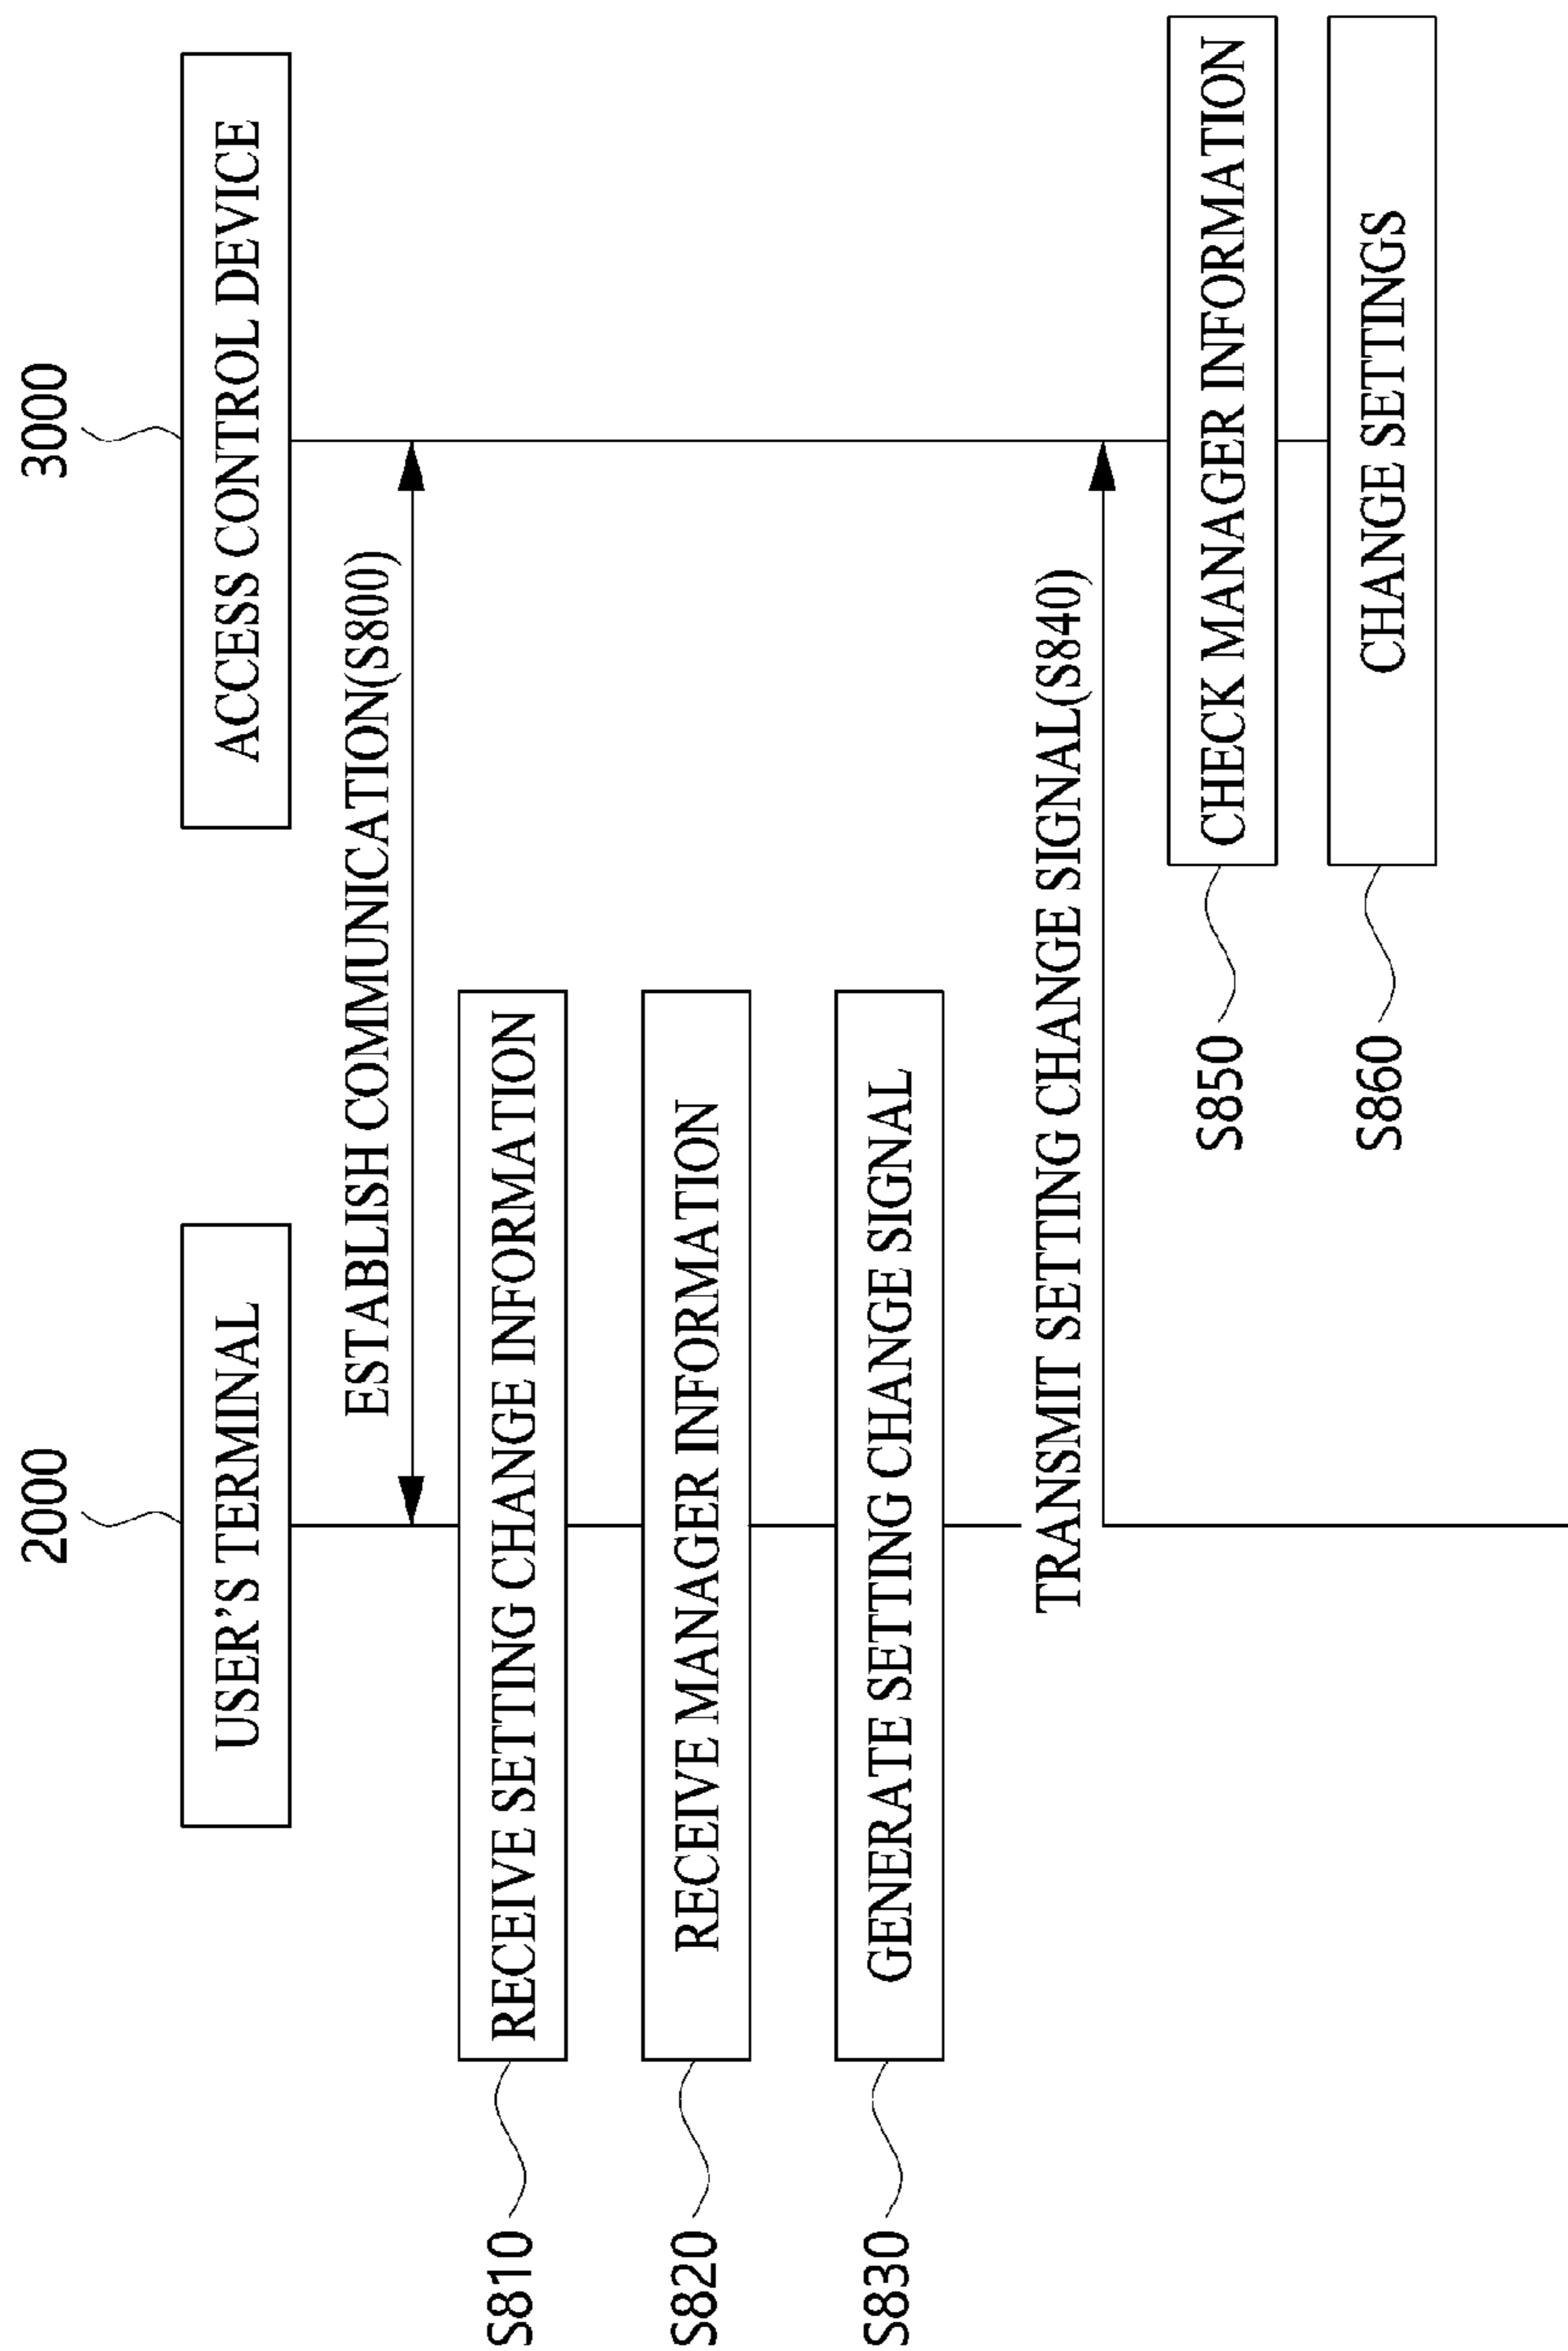 2000
3000
USER'S TERMINAL
ACCESS CONTROL DEVICE
ESTABLISH COMMUNICATION(S800)
S810
RECEIVE SETTING CHANGE INFORMATION
S820
RECEIVE MANAGER INFORMATION
S830
GENERATE SETTING CHANGE SIGNAL
TRANSMIT SETTING CHANGE SIGNAL(S840)
S850
CHECK MANAGER INFORMATION
S860
CHANGE SETTINGS